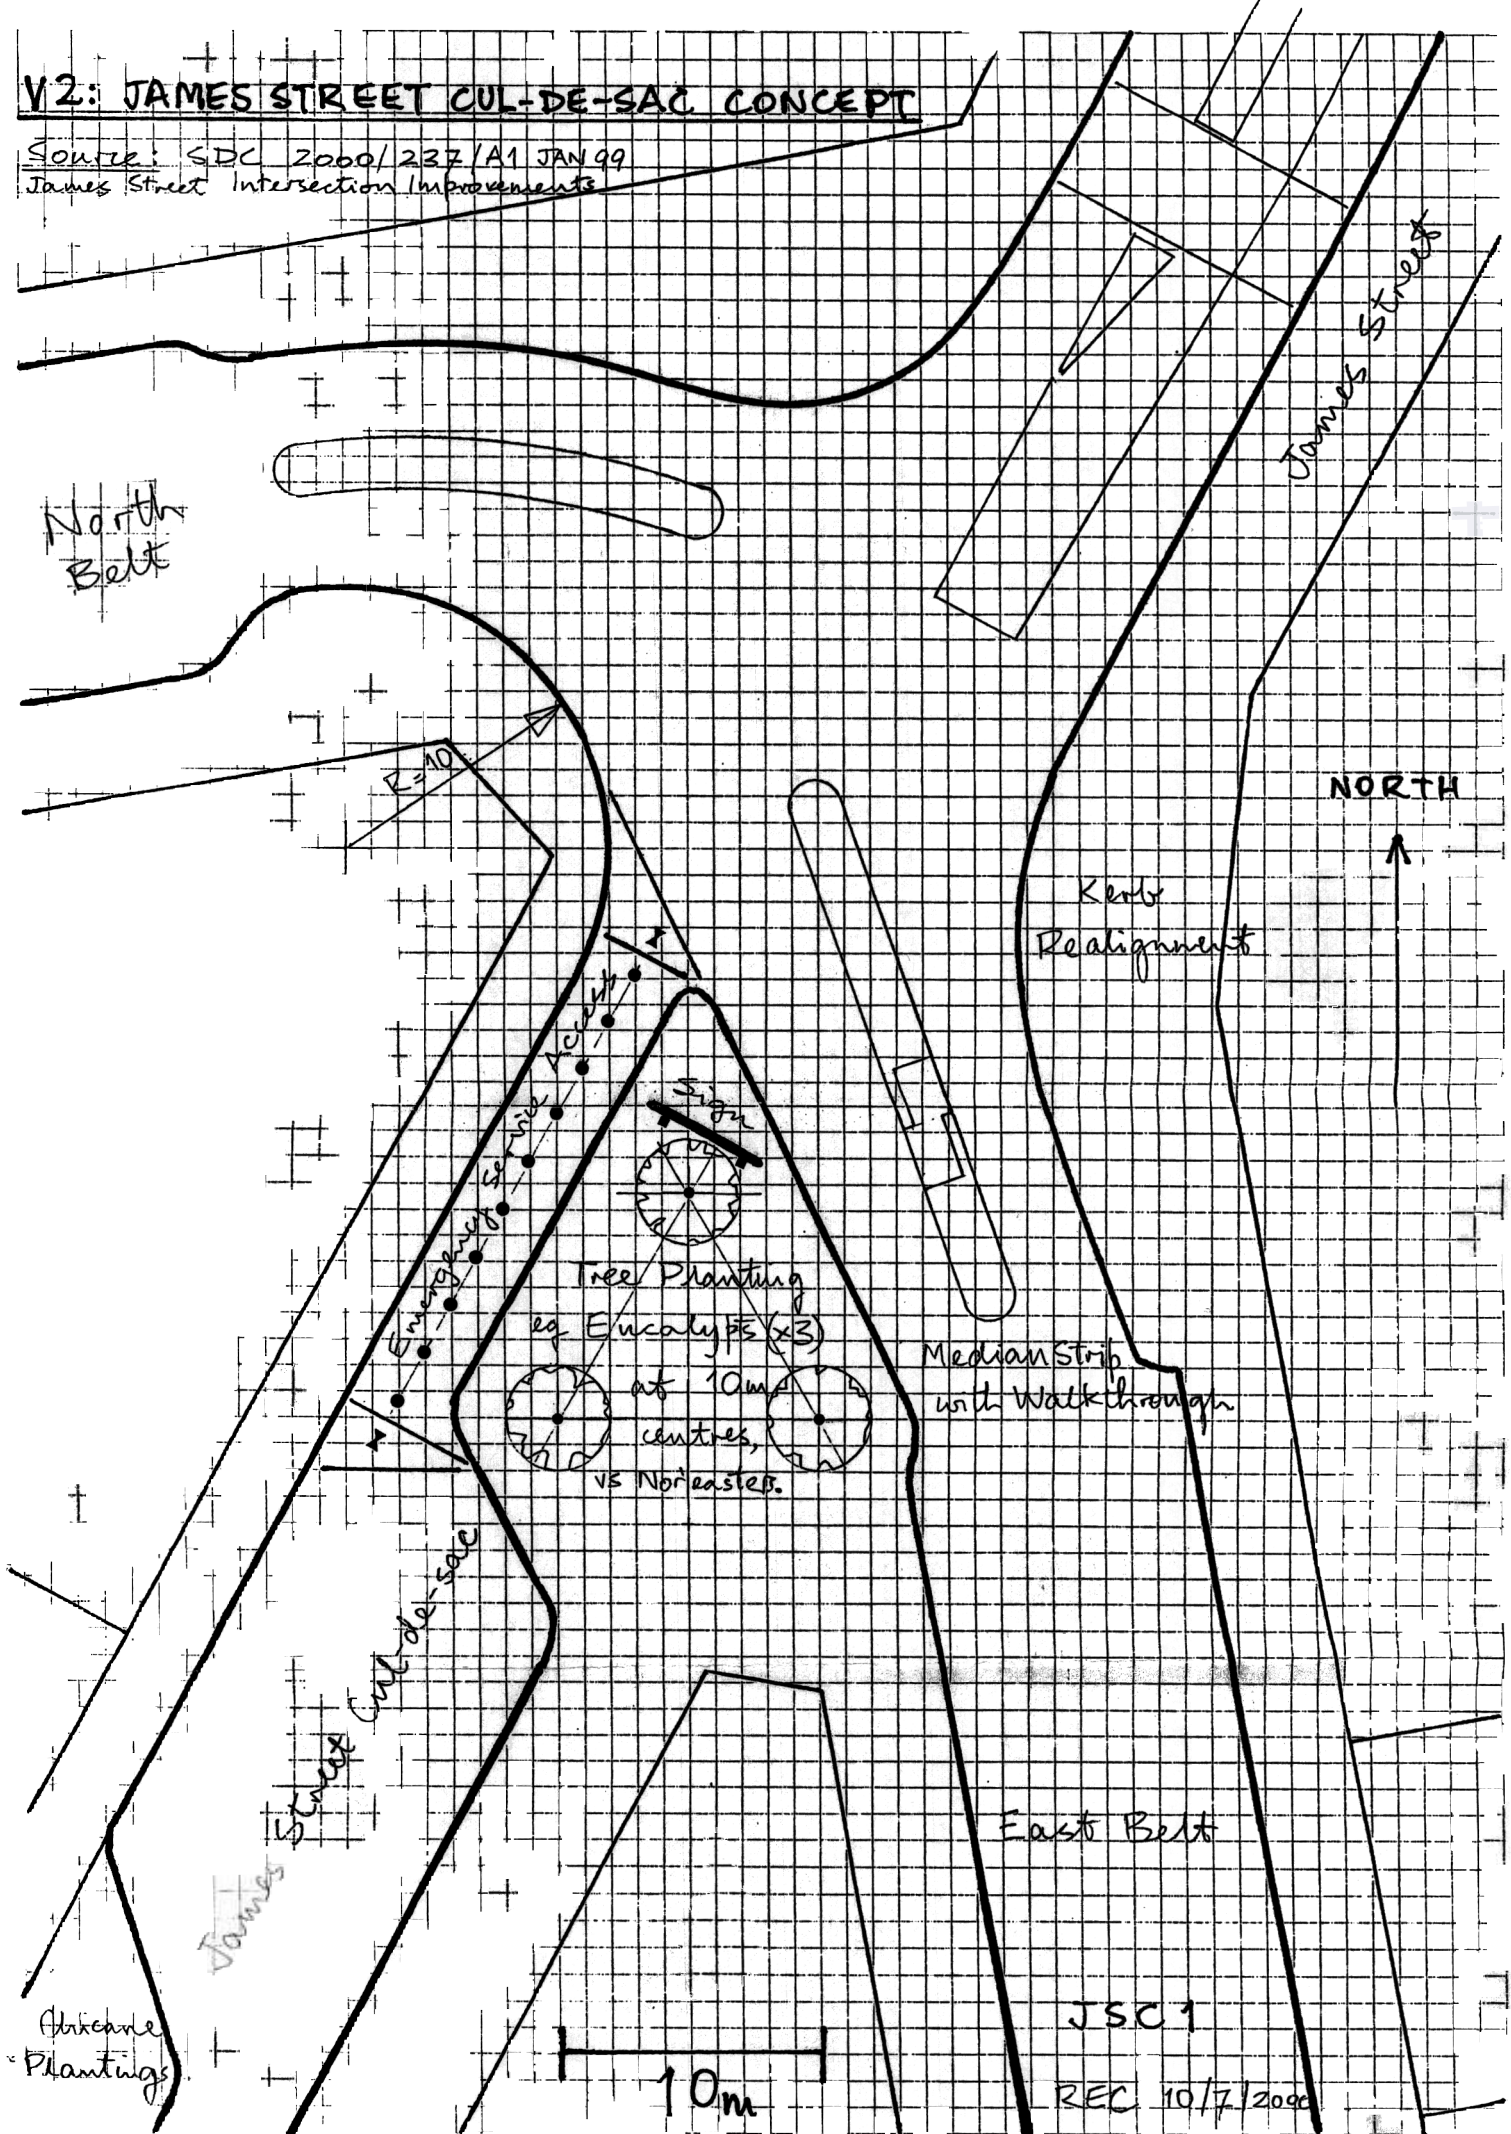 V2: JAMES STREET CUL-DE-SAC CONCEPT
Source: SDC 2000/237/A1 JAN 99
James Street Intersection Improvements
James Street
North
Belt
R=10
NORTH
Kerb
Realignment
Emergency Service Access
Sign
Tree Planting
eg Eucalypts (x3)
at 10m
centres,
vs Nor'easters.
Median Strip
with Walkthrough
James Street Cul-de-sac
East Belt
Plantings
10m
JSC 1
REC 10/7/2000